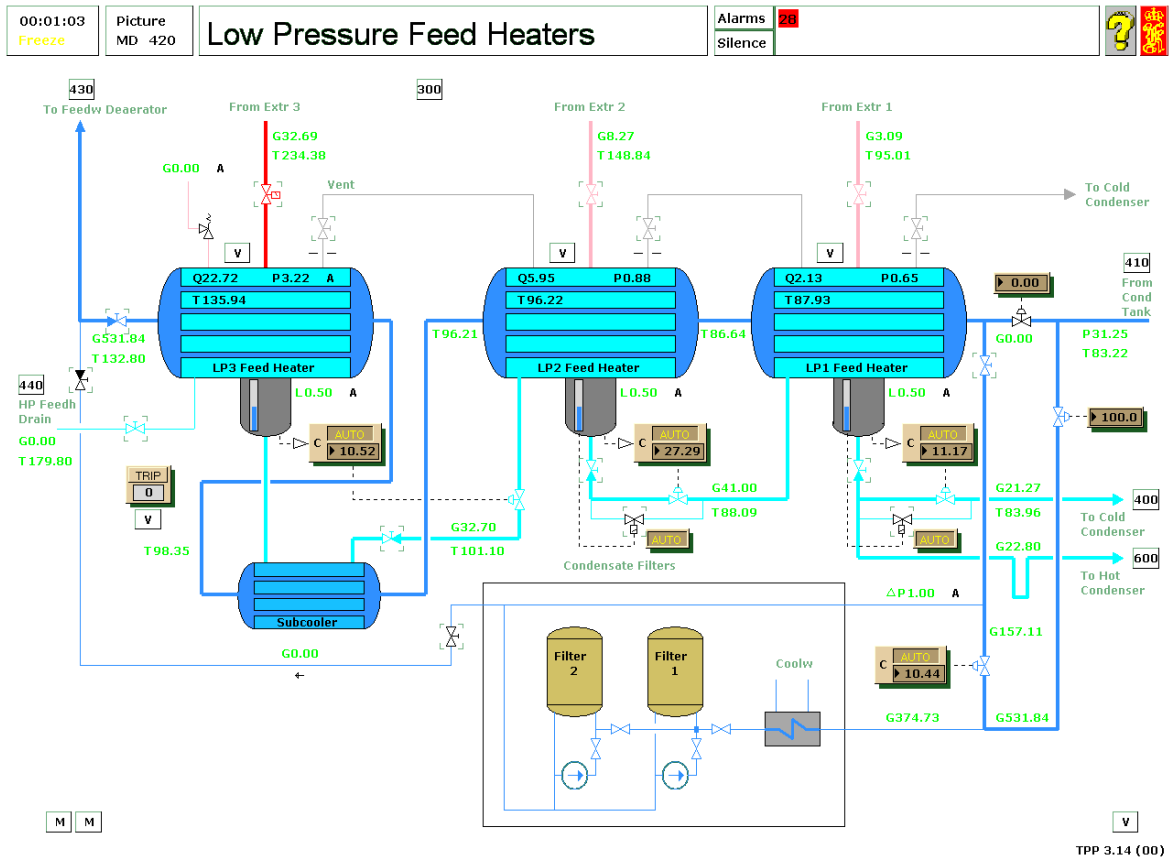 00:01:03
Freeze
Picture
MD 420
Low Pressure Feed Heaters
Alarms
28
Silence
430
To Feedw Deaerator
From Extr 3
300
From Extr 2
From Extr 1
G32.69
T234.38
G8.27
T148.84
G3.09
T95.01
G0.00
A
Vent
To Cold
Condenser
V
V
V
Q22.72
P3.22
A
T135.94
Q5.95
P0.88
T96.22
Q2.13
P0.65
T87.93
410
From
Cond
Tank
0.00
G531.84
T132.80
T96.21
T86.64
G0.00
P31.25
T83.22
LP3 Feed Heater
LP2 Feed Heater
LP1 Feed Heater
440
HP Feedh
Drain
G0.00
T179.80
L0.50
A
L0.50
A
L0.50
A
100.0
C
AUTO
10.52
C
AUTO
27.29
C
AUTO
11.17
TRIP
0
V
G41.00
T88.09
G21.27
T83.96
400
To Cold
Condenser
G32.70
T101.10
T98.35
AUTO
AUTO
G22.80
600
To Hot
Condenser
Condensate Filters
Subcooler
△P1.00
A
G157.11
G0.00
←
Filter
2
Filter
1
Coolw
C
AUTO
10.44
G374.73
G531.84
M
M
V
TPP 3.14 (00)